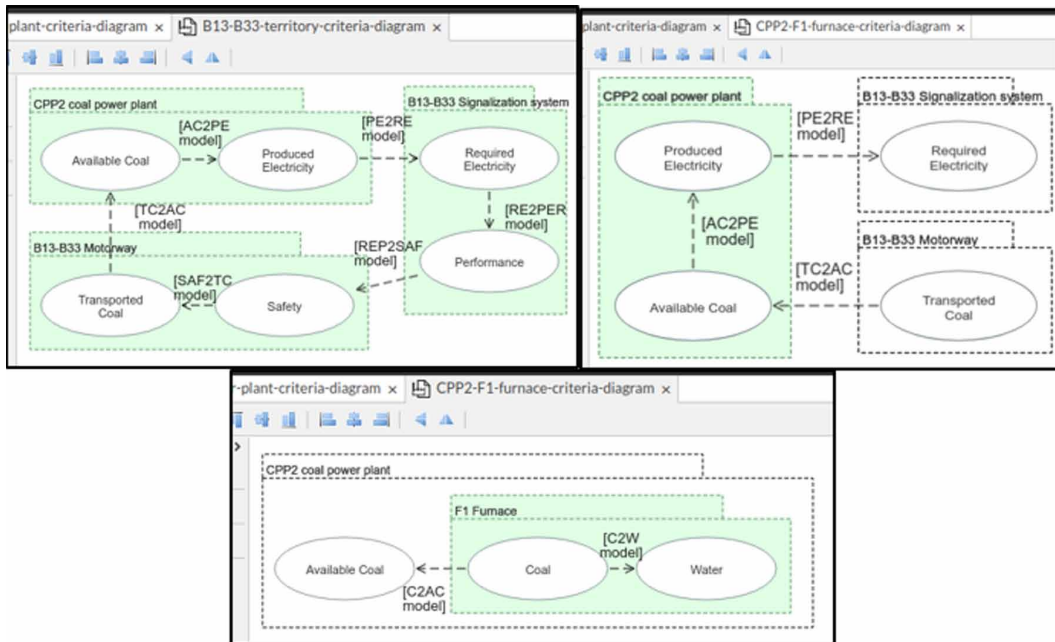 plant-criteria-diagram × B13-B33-territory-criteria-diagram ×
CPP2 coal power plant
B13-B33 Signalization system
[AC2PE
model]
[PE2RE
model]
Available Coal
Produced
Electricity
Required
Electricity
[TC2AC
model]
[RE2PER
model]
B13-B33 Motorway
[REP2SAF
model]
Performance
[SAF2TC
model]
Transported
Coal
Safety
plant-criteria-diagram × CPP2-F1-furnace-criteria-diagram ×
CPP2 coal power plant
B13-B33 Signalization system
[PE2RE
model]
Produced
Electricity
Required
Electricity
[AC2PE
model]
B13-B33 Motorway
[TC2AC
model]
Available Coal
Transported
Coal
r-plant-criteria-diagram × CPP2-F1-furnace-criteria-diagram ×
CPP2 coal power plant
F1 Furnace
[C2W
model]
Available Coal
Coal
Water
[C2AC
model]